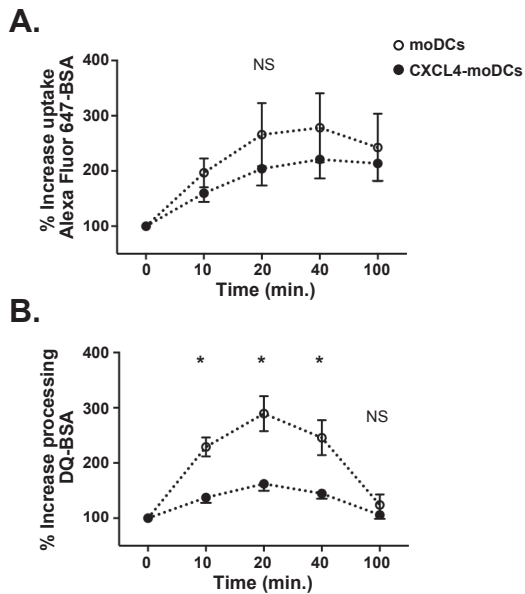 A.
moDCs
CXCL4-moDCs
NS
% Increase uptake
Alexa Fluor 647-BSA
400
300
200
100
0 10 20 40 100
Time (min.)
B.
% Increase processing
DQ-BSA
400
300
200
100
* * *
NS
0 10 20 40 100
Time (min.)